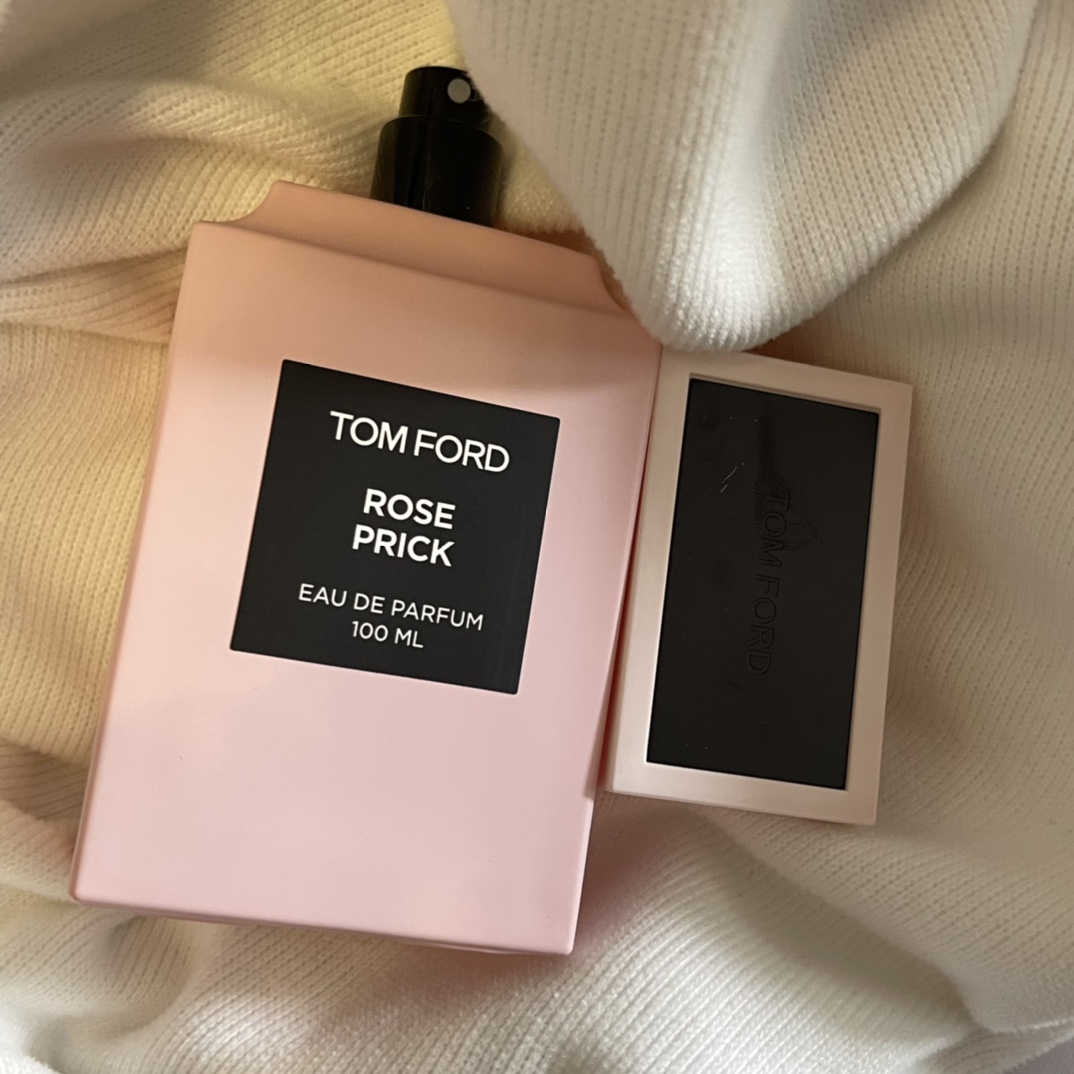 TOM FORD
ROSE
PRICK
EAU DE PARFUM
100 ML
TOM FORD